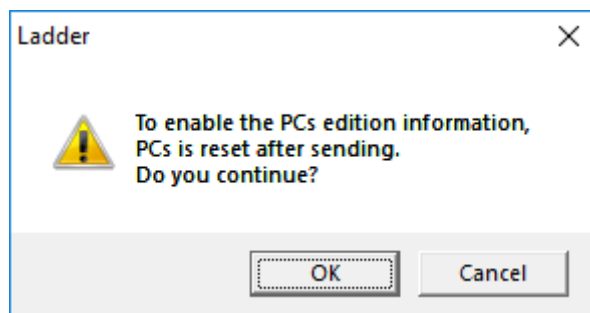 Ladder
To enable the PCs edition information,
PCs is reset after sending.
Do you continue?
OK
Cancel